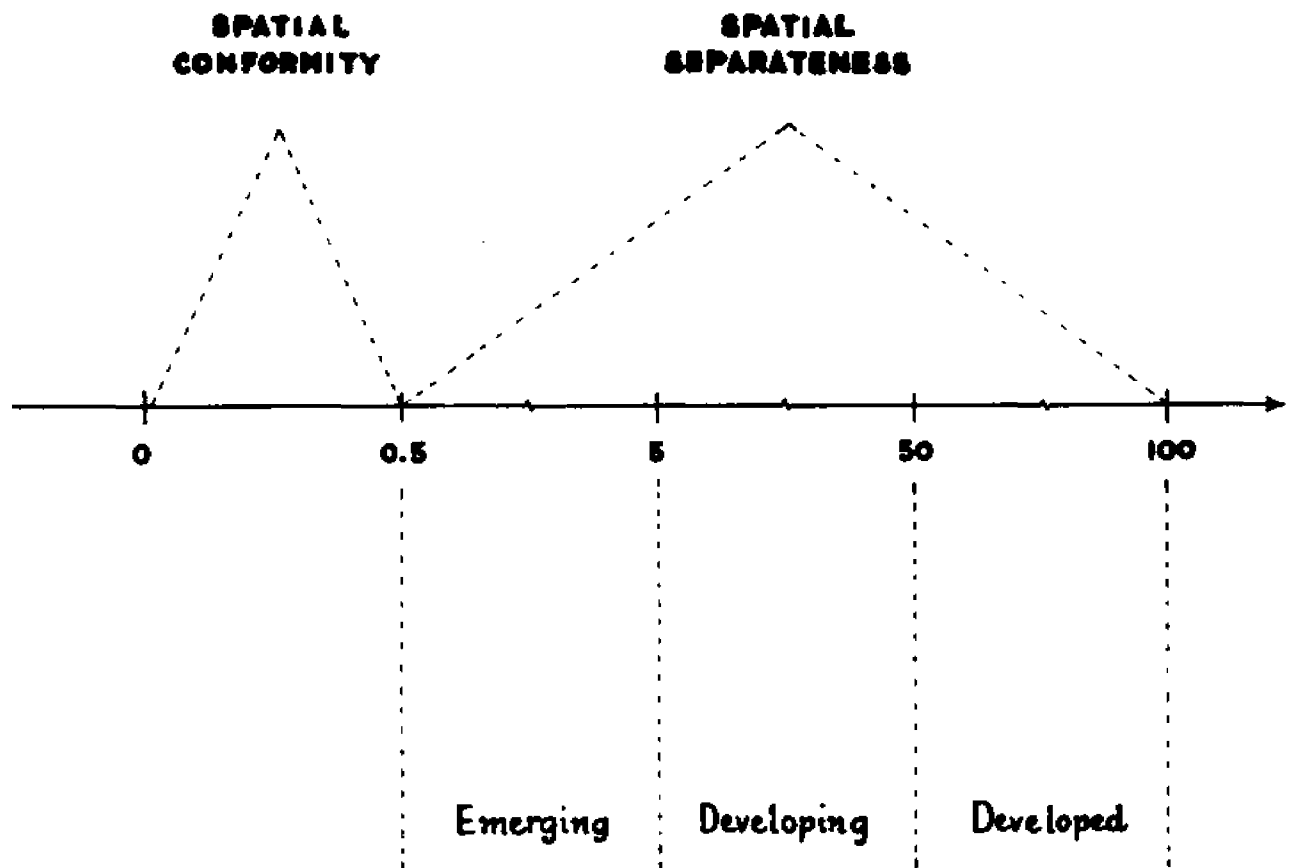 SPATIAL
CONFORMITY
SPATIAL
SEPARATENESS
0 0.5 5 50 100
Emerging Developing Developed